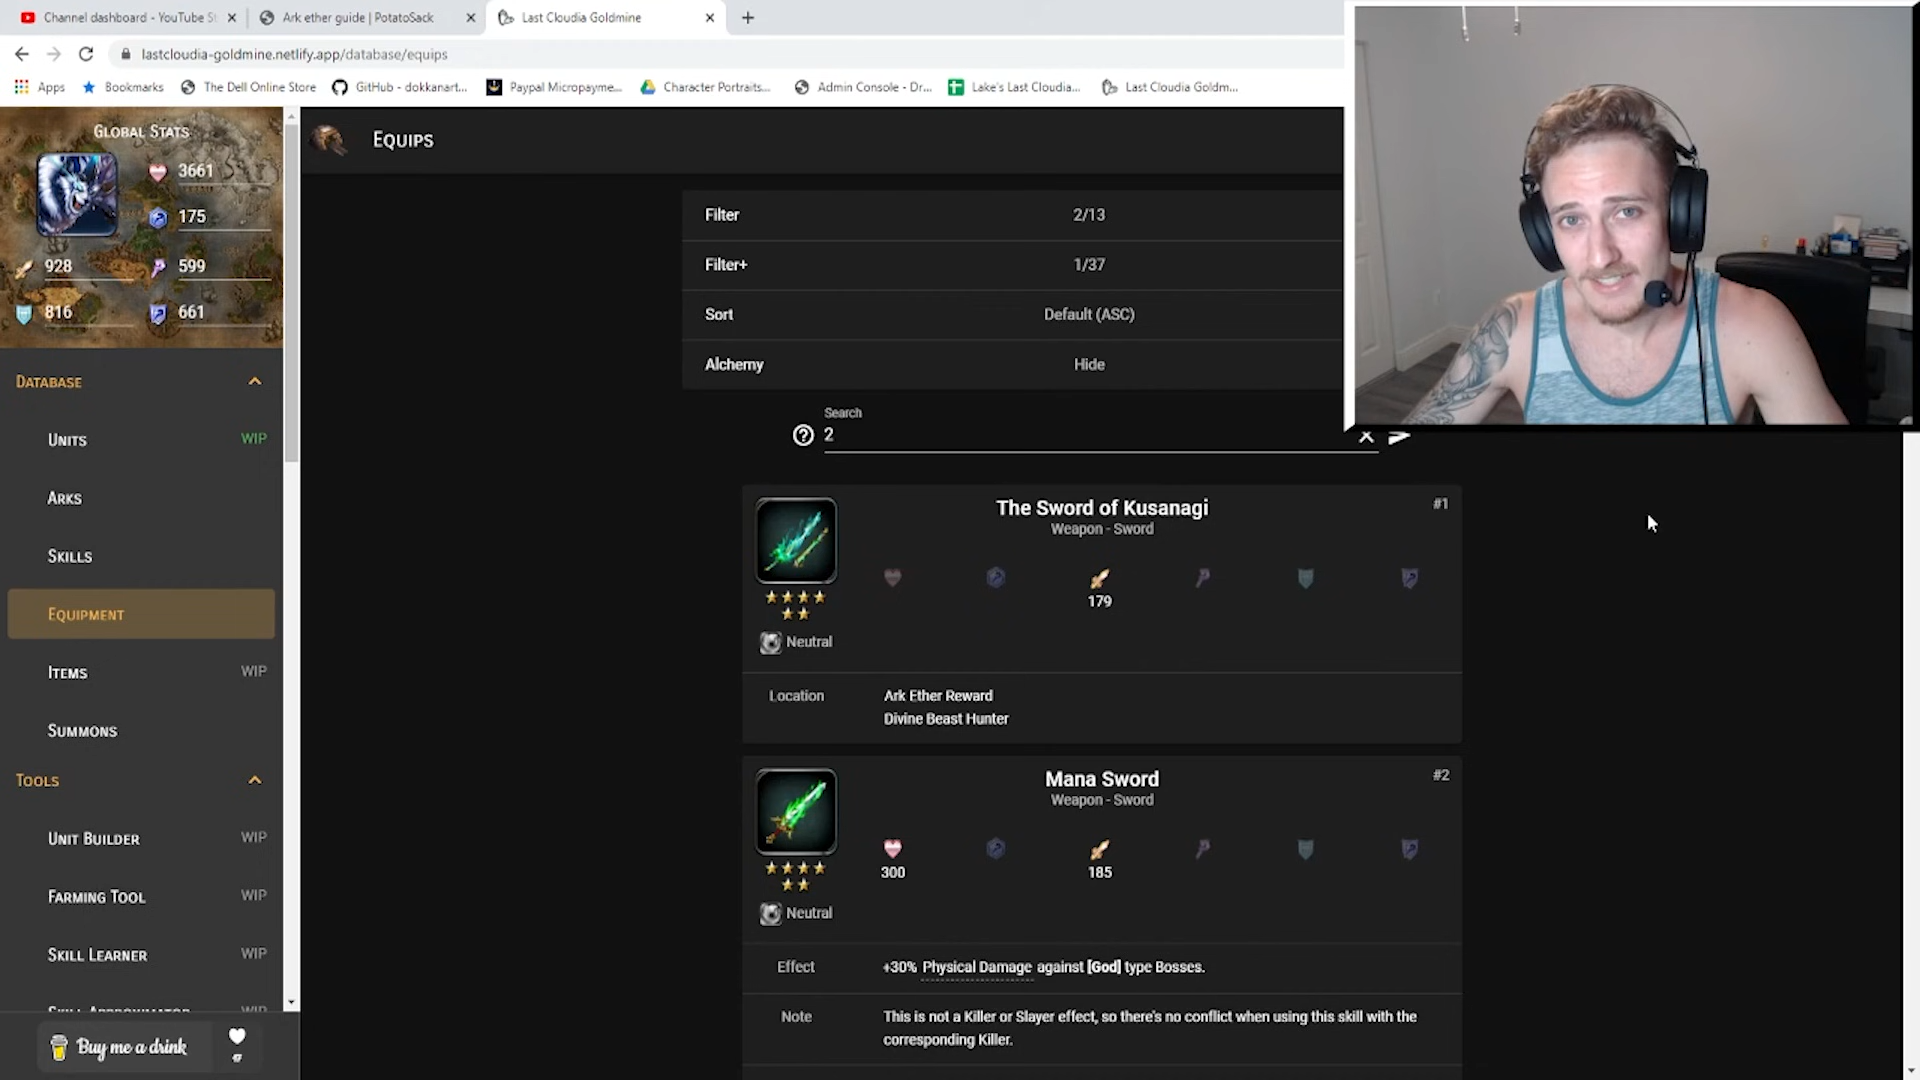 Channel dashboard - YouTube St
Ark ether guide | PotatoSack
Last Cloudia Goldmine
lastcloudia-goldmine.netlify.app/database/equips
Apps
Bookmarks
The Dell Online Store
GitHub - dokkanart...
Paypal Micropayme...
Character Portraits...
Admin Console - Dr...
Lake's Last Cloudia...
Last Cloudia Goldm...
Global Stats
3661
175
928
599
816
661
Database
Units WIP
Arks
Skills
Equipment
Items WIP
Summons
Tools
Unit Builder WIP
Farming Tool WIP
Skill Learner WIP
Skill Approximator WIP
Buy me a drink
Equips
Filter 2/13
Filter+ 1/37
Sort Default (ASC)
Alchemy Hide
Search
2
The Sword of Kusanagi #1
Weapon - Sword
179
Neutral
Location Ark Ether Reward
Divine Beast Hunter
Mana Sword #2
Weapon - Sword
300 185
Neutral
Effect +30% Physical Damage against [God] type Bosses.
Note This is not a Killer or Slayer effect, so there's no conflict when using this skill with the
corresponding Killer.